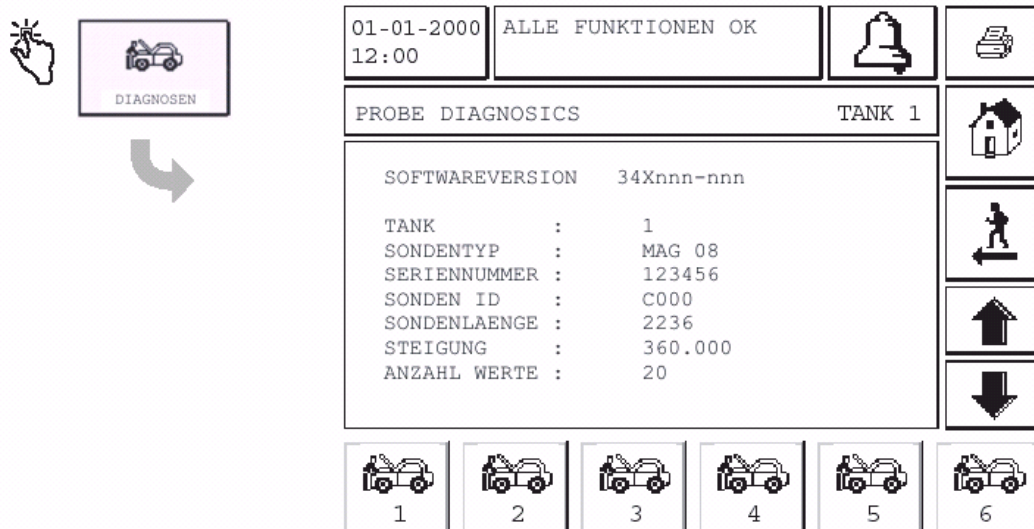 DIAGNOSEN
01-01-2000
12:00
ALLE FUNKTIONEN OK
PROBE DIAGNOSICS TANK 1
SOFTWAREVERSION 34Xnnn-nnn
TANK : 1
SONDENTYP : MAG 08
SERIENNUMMER : 123456
SONDEN ID : C000
SONDENLAENGE : 2236
STEIGUNG : 360.000
ANZAHL WERTE : 20
1 2 3 4 5 6